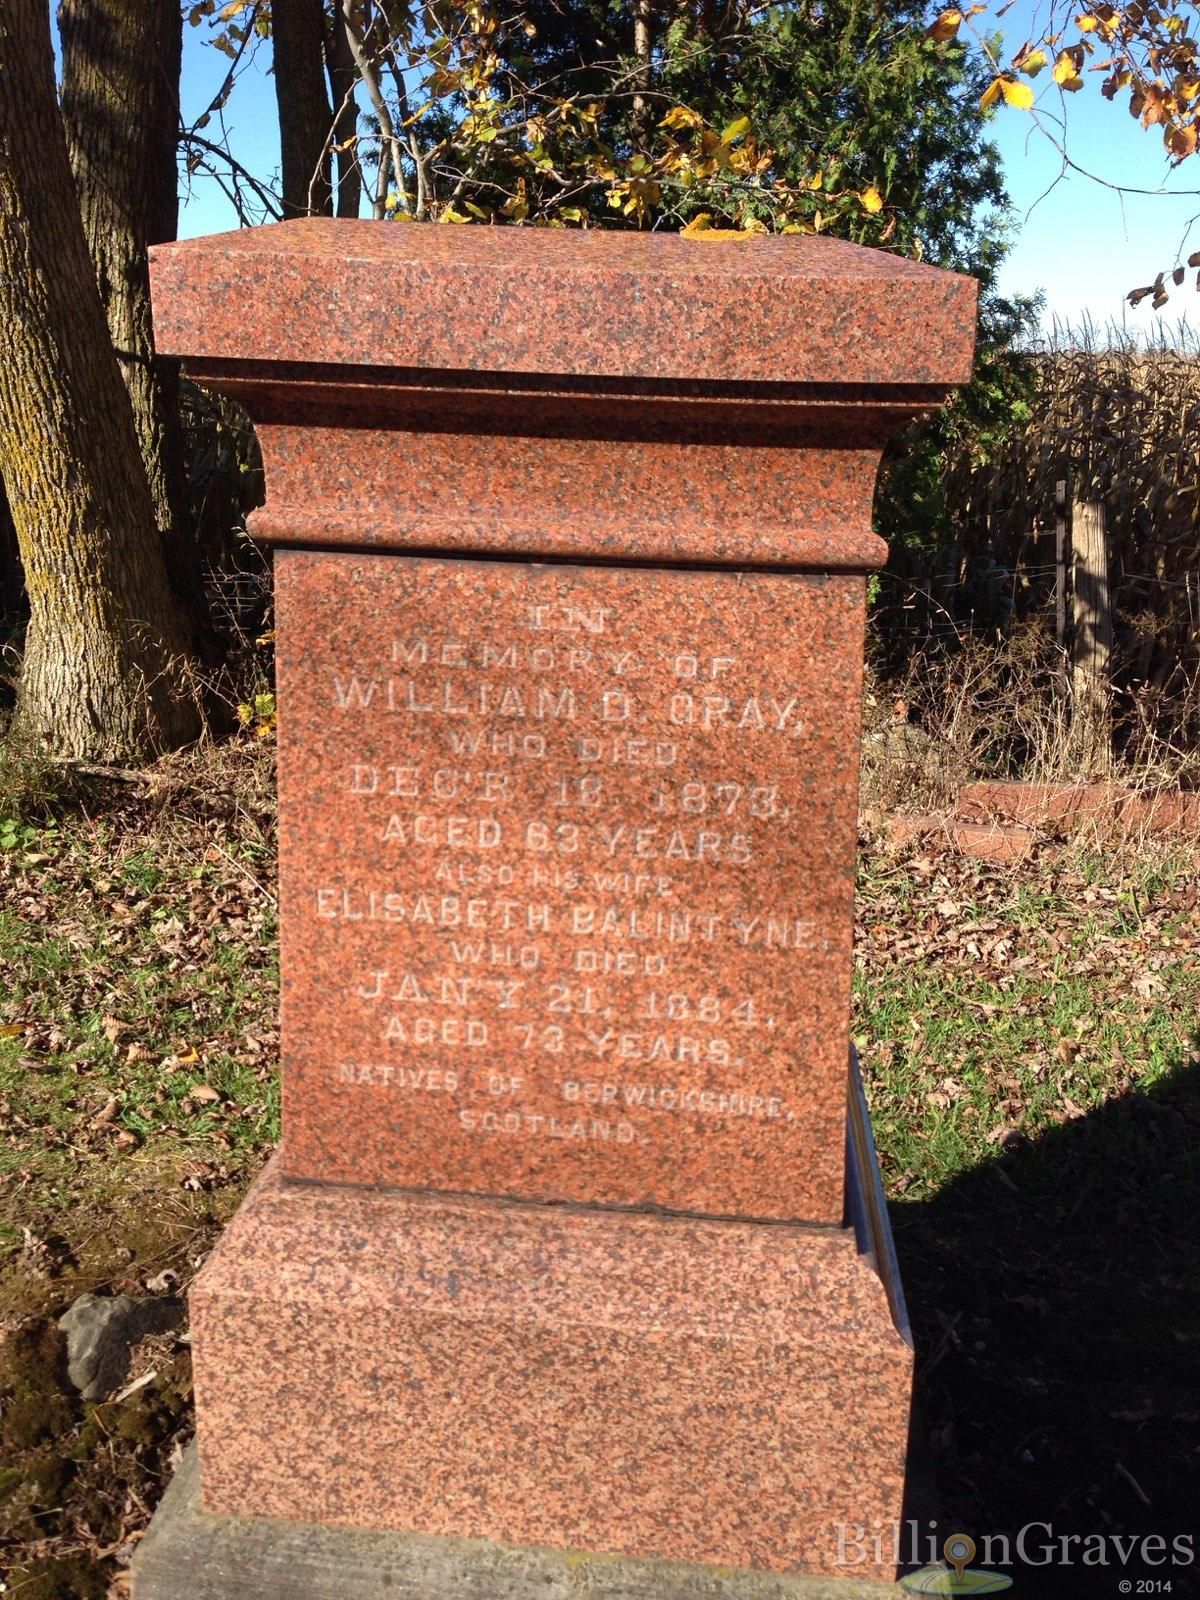 IN
MEMORY OF
WILLIAM D. GRAY,
WHO DIED
DEC'R 18, 1873,
AGED 63 YEARS
ALSO HIS WIFE
ELISABETH BALINTYNE,
WHO DIED
JAN'Y 21, 1884,
AGED 73 YEARS.
NATIVES OF BERWICKSHIRE,
SCOTLAND.
BillionGraves
© 2014